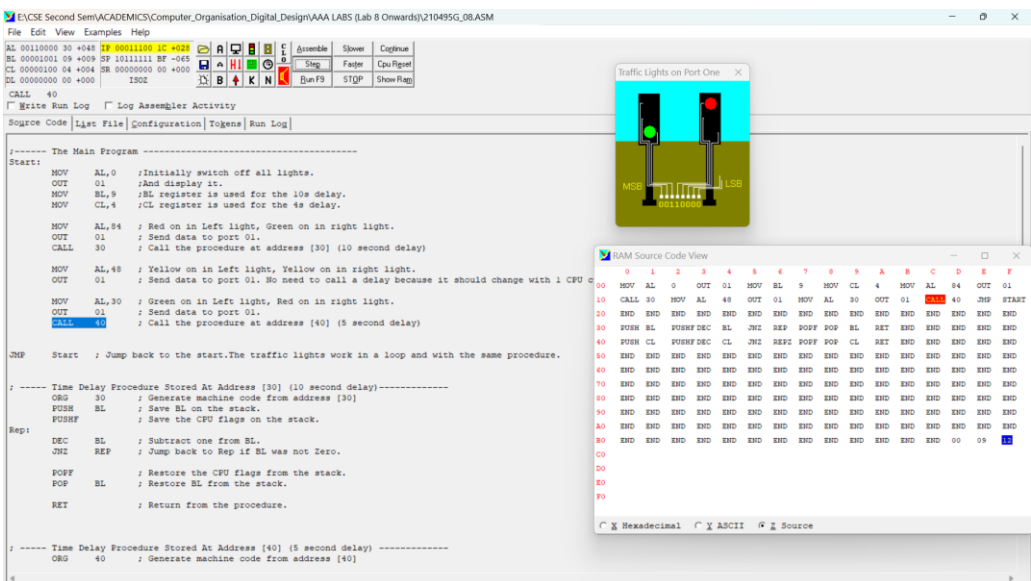 E:\CSE Second Sem\ACADEMICS\Computer_Organisation_Digital_Design\AAA LABS (Lab 8 Onwards)\210495G_08.ASM
File Edit View Examples Help
AL 00110000 30 +048 IP 00011100 1C +028
BL 00001001 09 +009 SP 10111111 BF -065
CL 00000100 04 +004 SR 00000000 00 +000
DL 00000000 00 +000 ISOZ
CLO
Assemble Slower Continue
Step Faster Cpu Reset
Run F9 STOP Show Ram
CALL 40
Write Run Log Log Assembler Activity
Source Code List File Configuration Tokens Run Log
;------ The Main Program ---------------------------------------
Start:
MOV AL,0 ;Initially switch off all lights.
OUT 01 ;And display it.
MOV BL,9 ;BL register is used for the 10s delay.
MOV CL,4 ;CL register is used for the 4s delay.
MOV AL,84 ; Red on in Left light, Green on in right light.
OUT 01 ; Send data to port 01.
CALL 30 ; Call the procedure at address [30] (10 second delay)
MOV AL,48 ; Yellow on in Left light, Yellow on in right light.
OUT 01 ; Send data to port 01. No need to call a delay because it should change with 1 CPU c
MOV AL,30 ; Green on in Left light, Red on in right light.
OUT 01 ; Send data to port 01.
CALL 40 ; Call the procedure at address [40] (5 second delay)
JMP Start ; Jump back to the start.The traffic lights work in a loop and with the same procedure.
; ----- Time Delay Procedure Stored At Address [30] (10 second delay)-------------
ORG 30 ; Generate machine code from address [30]
PUSH BL ; Save BL on the stack.
PUSHF ; Save the CPU flags on the stack.
Rep:
DEC BL ; Subtract one from BL.
JNZ REP ; Jump back to Rep if BL was not Zero.
POPF ; Restore the CPU flags from the stack.
POP BL ; Restore BL from the stack.
RET ; Return from the procedure.
; ----- Time Delay Procedure Stored At Address [40] (5 second delay) -------------
ORG 40 ; Generate machine code from address [40]
Traffic Lights on Port One
MSB LSB
00110000
RAM Source Code View
0 1 2 3 4 5 6 7 8 9 A B C D E F
00 MOV AL 0 OUT 01 MOV BL 9 MOV CL 4 MOV AL 84 OUT 01
10 CALL 30 MOV AL 48 OUT 01 MOV AL 30 OUT 01 CALL 40 JMP START
20 END END END END END END END END END END END END END END END END
30 PUSH BL PUSHF DEC BL JNZ REP POPF POP BL RET END END END END END
40 PUSH CL PUSHF DEC CL JNZ REPZ POPF POP CL RET END END END END END
50 END END END END END END END END END END END END END END END END
60 END END END END END END END END END END END END END END END END
70 END END END END END END END END END END END END END END END END
80 END END END END END END END END END END END END END END END END
90 END END END END END END END END END END END END END END END END
A0 END END END END END END END END END END END END END END END END
B0 END END END END END END END END END END END END END 00 09 12
C0
D0
E0
F0
X Hexadecimal Y ASCII Z Source